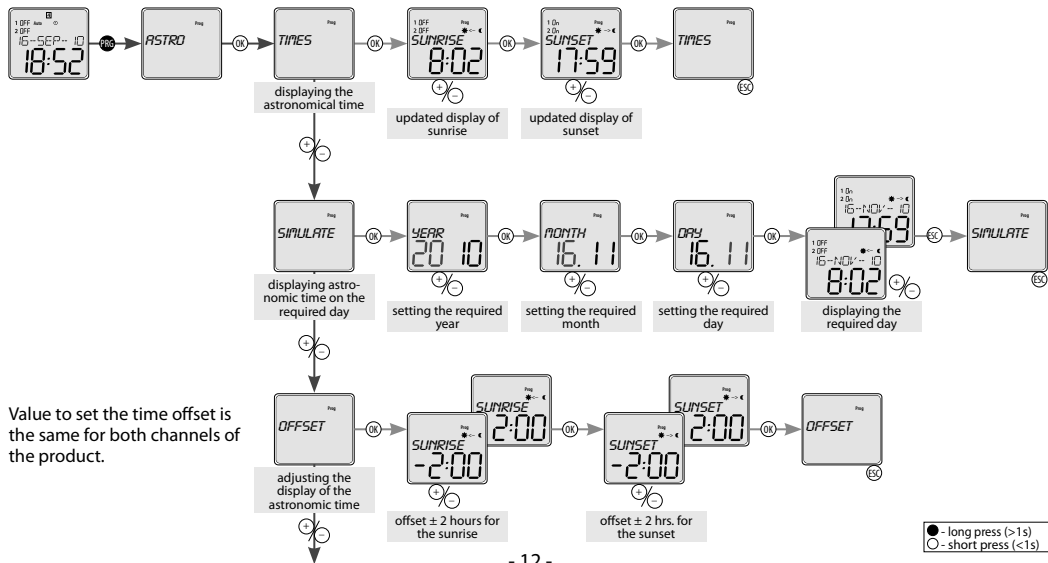 1 OFF Auto
2 OFF
16-SEP-10
18:52
PRG
Prog
ASTRO
OK
Prog
TIMES
OK
1 OFF Prog
2 OFF
SUNRISE
8:02
OK
1 On Prog
2 On
SUNSET
17:59
OK
Prog
TIMES
ESC
displaying the
astronomical time
+/-
updated display of
sunrise
+/-
updated display of
sunset
+/-
Prog
SIMULATE
OK
Prog
YEAR
20 10
OK
Prog
MONTH
16. 11
OK
Prog
DAY
16. 11
OK
1 On
2 On
16-NOV-10
17:59
1 OFF
2 OFF
16-NOV-10
8:02
+/-
ESC
Prog
SIMULATE
ESC
displaying astro-
nomic time on the
required day
+/-
setting the required
year
+/-
setting the required
month
+/-
setting the required
day
displaying the
required day
+/-
Value to set the time offset is
the same for both channels of
the product.
Prog
OFFSET
OK
Prog
SUNRISE
2:00
Prog
SUNRISE
-2:00
OK
Prog
SUNSET
2:00
Prog
SUNSET
-2:00
OK
Prog
OFFSET
ESC
adjusting the
display of the
astronomic time
+/-
offset ± 2 hours for
the sunrise
+/-
offset ± 2 hrs. for
the sunset
+/-
- long press (>1s)
- short press (<1s)
- 12 -